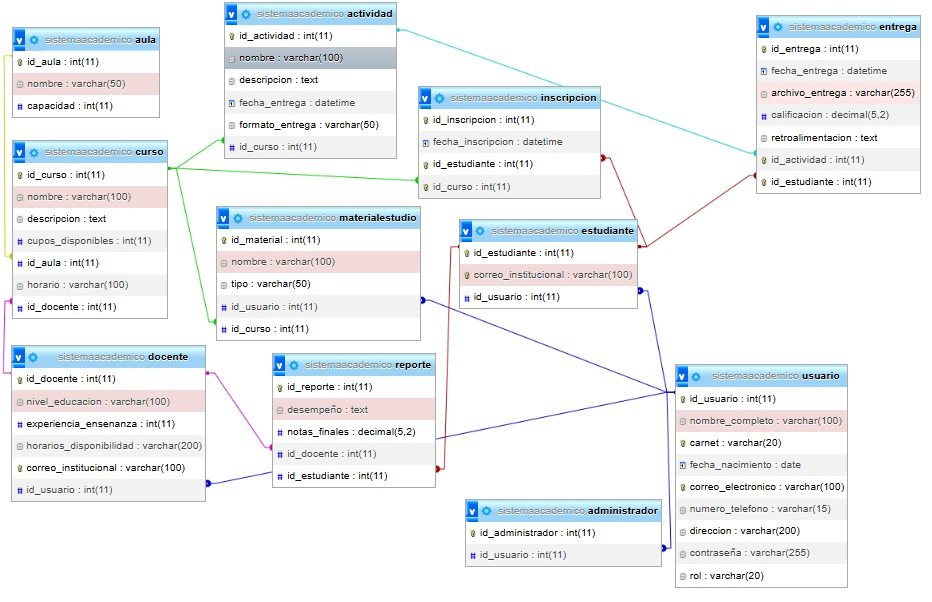 sistemaacademico aula
id_aula : int(11)
nombre : varchar(50)
capacidad : int(11)
sistemaacademico actividad
id_actividad : int(11)
nombre : varchar(100)
descripcion : text
fecha_entrega : datetime
formato_entrega : varchar(50)
id_curso : int(11)
sistemaacademico entrega
id_entrega : int(11)
fecha_entrega : datetime
archivo_entrega : varchar(255)
calificacion : decimal(5,2)
retroalimentacion : text
id_actividad : int(11)
id_estudiante : int(11)
sistemaacademico inscripcion
id_inscripcion : int(11)
fecha_inscripcion : datetime
id_estudiante : int(11)
id_curso : int(11)
sistemaacademico curso
id_curso : int(11)
nombre : varchar(100)
descripcion : text
cupos_disponibles : int(11)
id_aula : int(11)
horario : varchar(100)
id_docente : int(11)
sistemaacademico materialestudio
id_material : int(11)
nombre : varchar(100)
tipo : varchar(50)
id_usuario : int(11)
id_curso : int(11)
sistemaacademico estudiante
id_estudiante : int(11)
correo_institucional : varchar(100)
id_usuario : int(11)
sistemaacademico docente
id_docente : int(11)
nivel_educacion : varchar(100)
experiencia_ensenanza : int(11)
horarios_disponibilidad : varchar(200)
correo_institucional : varchar(100)
id_usuario : int(11)
sistemaacademico reporte
id_reporte : int(11)
desempeño : text
notas_finales : decimal(5,2)
id_docente : int(11)
id_estudiante : int(11)
sistemaacademico usuario
id_usuario : int(11)
nombre_completo : varchar(100)
carnet : varchar(20)
fecha_nacimiento : date
correo_electronico : varchar(100)
numero_telefono : varchar(15)
direccion : varchar(200)
contraseña : varchar(255)
rol : varchar(20)
sistemaacademico administrador
id_administrador : int(11)
id_usuario : int(11)